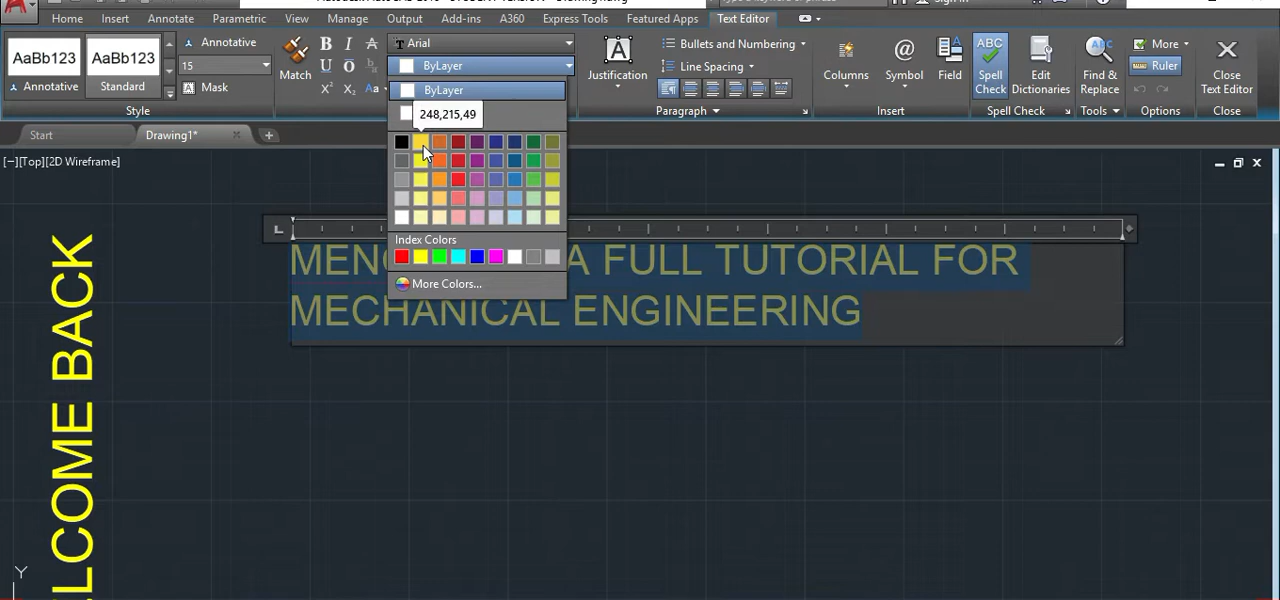 Home Insert Annotate Parametric View Manage Output Add-ins A360 Express Tools Featured Apps Text Editor
AaBb123
Annotative
AaBb123
Standard
Annotative
15
Mask
Style
Match
B I A
U O
X² X₂ Aa
Arial
ByLayer
ByLayer
248,215,49
Index Colors
More Colors...
A
Justification
Bullets and Numbering
Line Spacing
Paragraph
Columns
@
Symbol
Field
Insert
ABC
Spell
Check
Edit
Dictionaries
Spell Check
Find &
Replace
More
Ruler
Tools
Close
Text Editor
Close
Start
Drawing1*
[−][Top][2D Wireframe]
A FULL TUTORIAL FOR
MECHANICAL ENGINEERING
LCOME BACK
Y